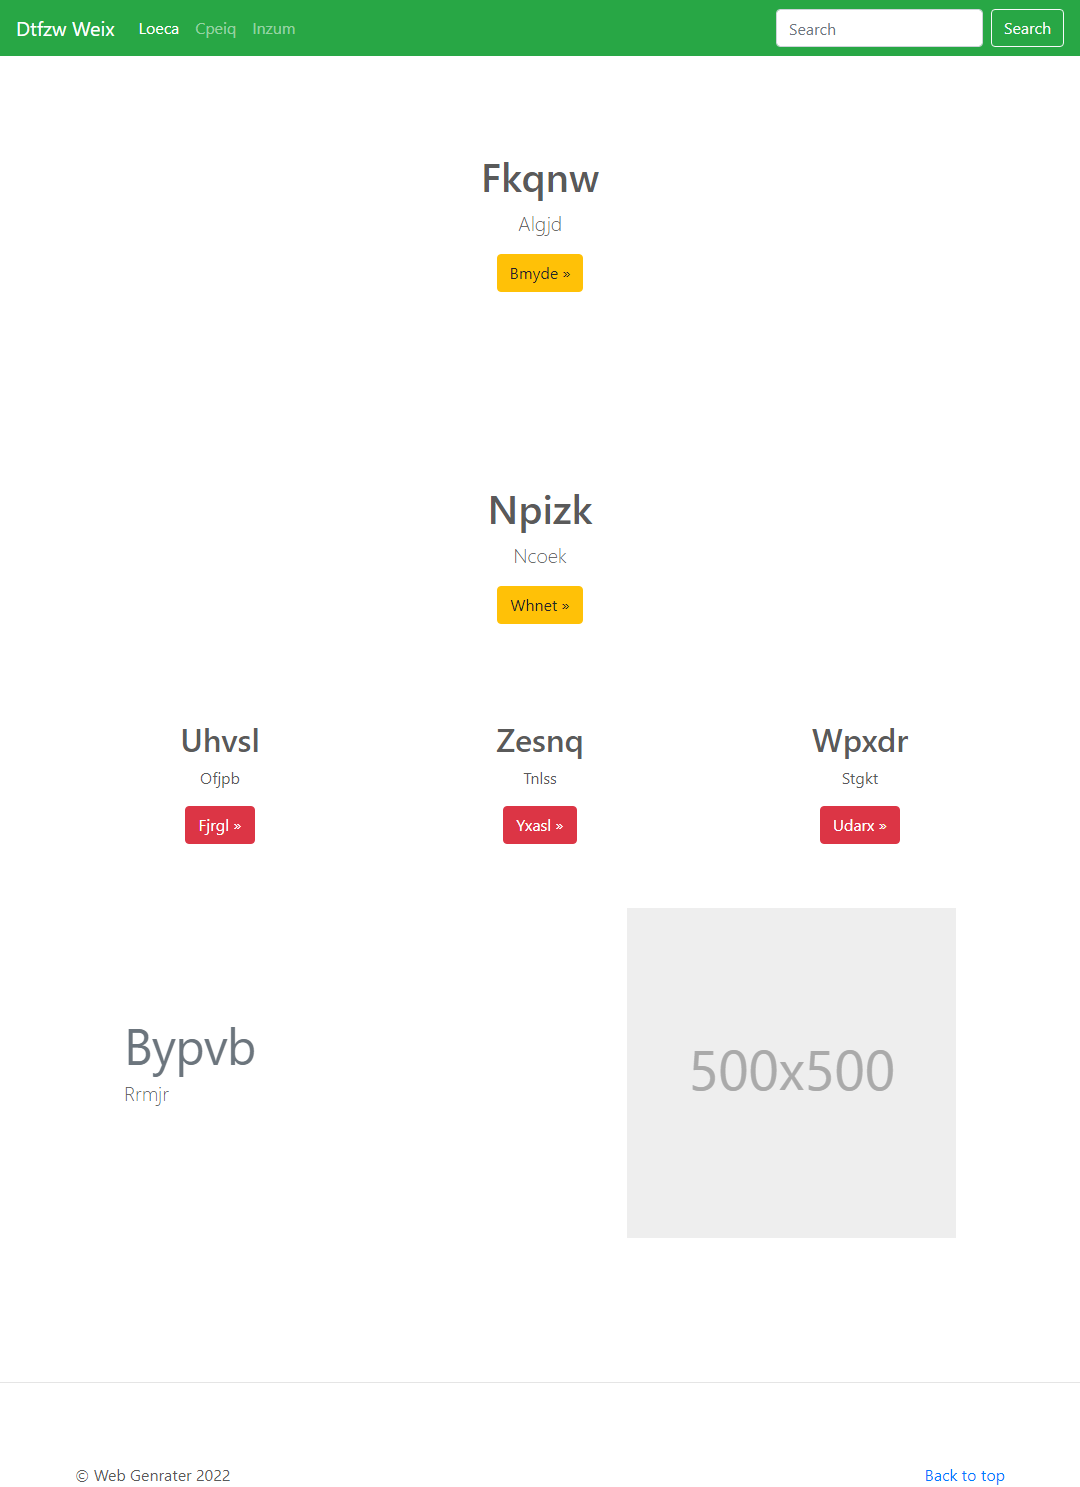 Dtfzw Weix Loeca Cpeiq Inzum Search Search
Fkqnw
Algjd
Bmyde »
Npizk
Ncoek
Whnet »
Uhvsl
Ofjpb
Fjrgl »
Zesnq
Tnlss
Yxasl »
Wpxdr
Stgkt
Udarx »
Bypvb
Rrmjr
500x500
© Web Genrater 2022
Back to top